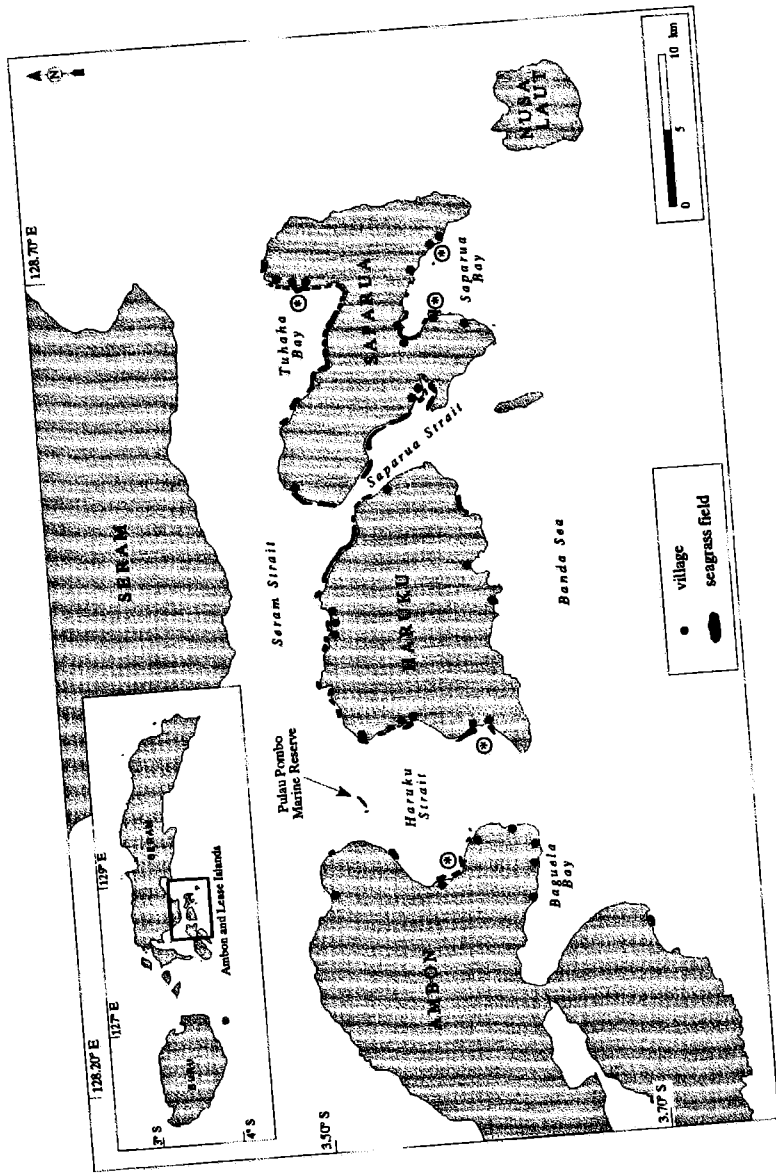 128.20° E
128.70° E
N
127° E
129° E
3° S
4° S
BURU
SERAM
Ambon and Lease Islands
3.50° S
3.70° S
SERAM
Seram Strait
Pulau Pombo
Marine Reserve
Haruku
Strait
AMBON
Baguala
Bay
HARUKU
Banda Sea
Saparua Strait
Tuhaha
Bay
SAPARUA
Saparua
Bay
NUSA
LAUT
village
seagrass field
0 5 10 km